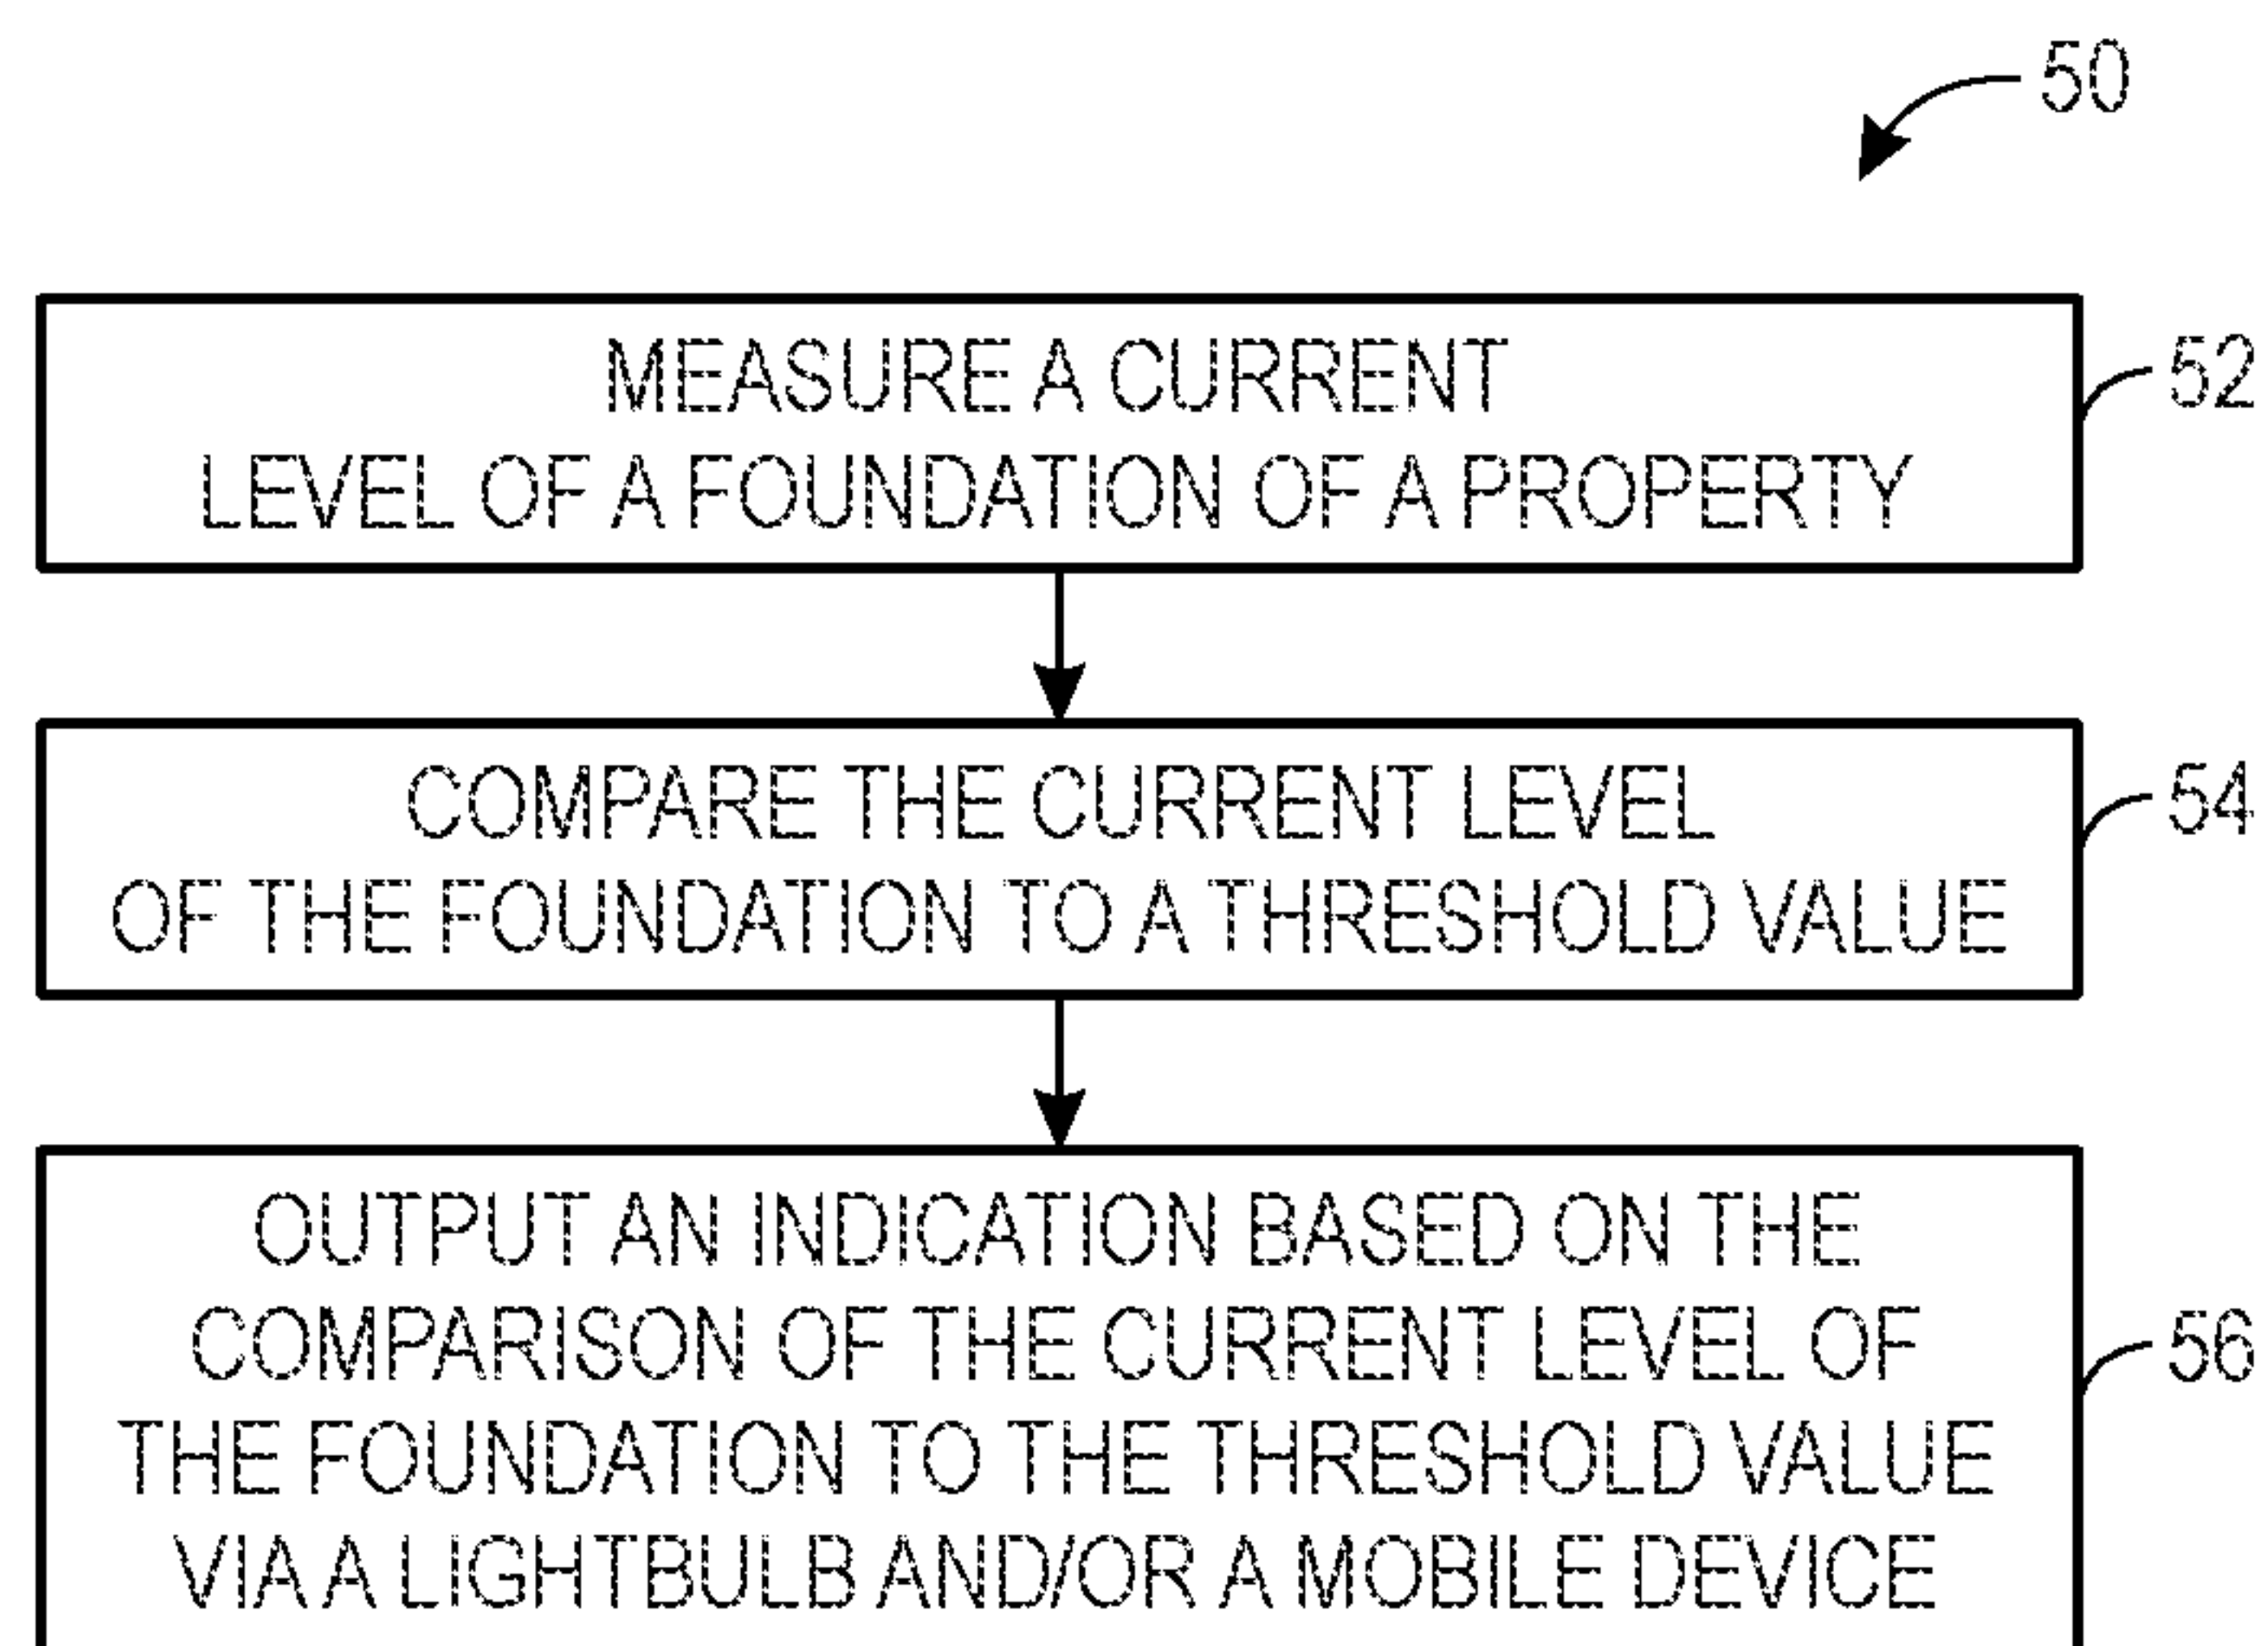 50
MEASURE A CURRENT
LEVEL OF A FOUNDATION OF A PROPERTY
52
COMPARE THE CURRENT LEVEL
OF THE FOUNDATION TO A THRESHOLD VALUE
54
OUTPUT AN INDICATION BASED ON THE
COMPARISON OF THE CURRENT LEVEL OF
THE FOUNDATION TO THE THRESHOLD VALUE
VIA A LIGHTBULB AND/OR A MOBILE DEVICE
56